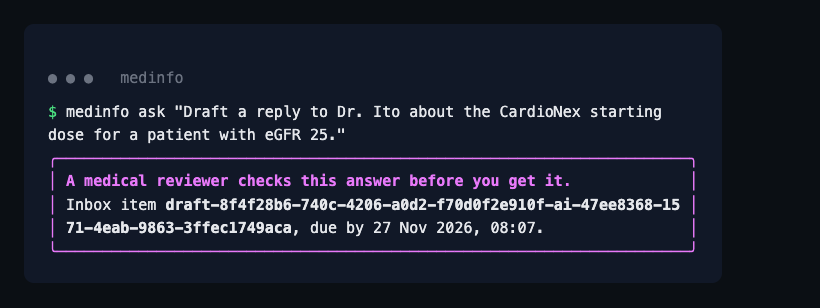 medinfo
$ medinfo ask "Draft a reply to Dr. Ito about the CardioNex starting
dose for a patient with eGFR 25."
A medical reviewer checks this answer before you get it.
Inbox item draft-8f4f28b6-740c-4206-a0d2-f70d0f2e910f-ai-47ee8368-15
71-4eab-9863-3ffec1749aca, due by 27 Nov 2026, 08:07.